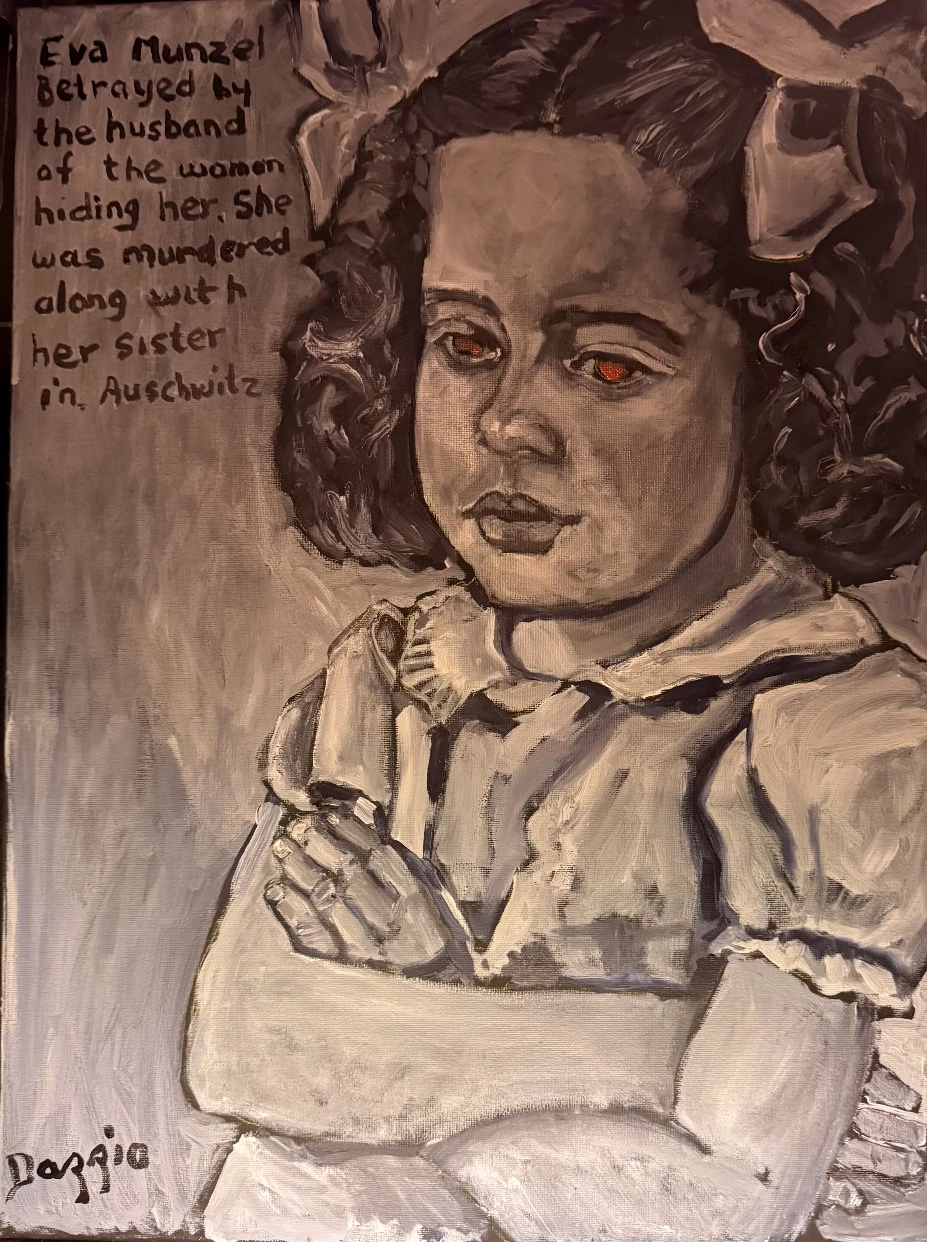 Eva Munzel
Betrayed by
the husband
of the woman
hiding her. She
was murdered
along with
her sister
in Auschwitz
Dazzio